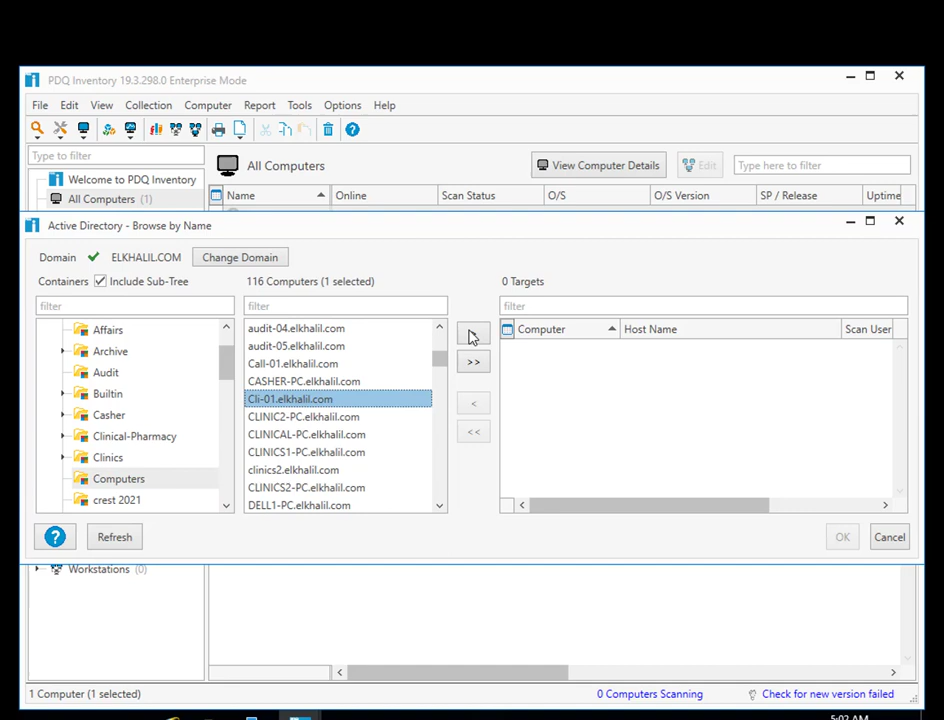 PDQ Inventory 19.3.298.0 Enterprise Mode
File Edit View Collection Computer Report Tools Options Help
Type to filter
All Computers
View Computer Details
Edit
Type here to filter
Welcome to PDQ Inventory
All Computers (1)
Name Online Scan Status O/S O/S Version SP / Release Uptime
Active Directory - Browse by Name
Domain ELKHALIL.COM Change Domain
Containers Include Sub-Tree 116 Computers (1 selected) 0 Targets
filter filter filter
Affairs
Archive
Audit
Builtin
Casher
Clinical-Pharmacy
Clinics
Computers
crest 2021
audit-04.elkhalil.com
audit-05.elkhalil.com
Call-01.elkhalil.com
CASHER-PC.elkhalil.com
Cli-01.elkhalil.com
CLINIC2-PC.elkhalil.com
CLINICAL-PC.elkhalil.com
CLINICS1-PC.elkhalil.com
clinics2.elkhalil.com
CLINICS2-PC.elkhalil.com
DELL1-PC.elkhalil.com
>>
<
<<
Computer Host Name Scan User
? Refresh OK Cancel
Workstations (0)
1 Computer (1 selected) 0 Computers Scanning Check for new version failed